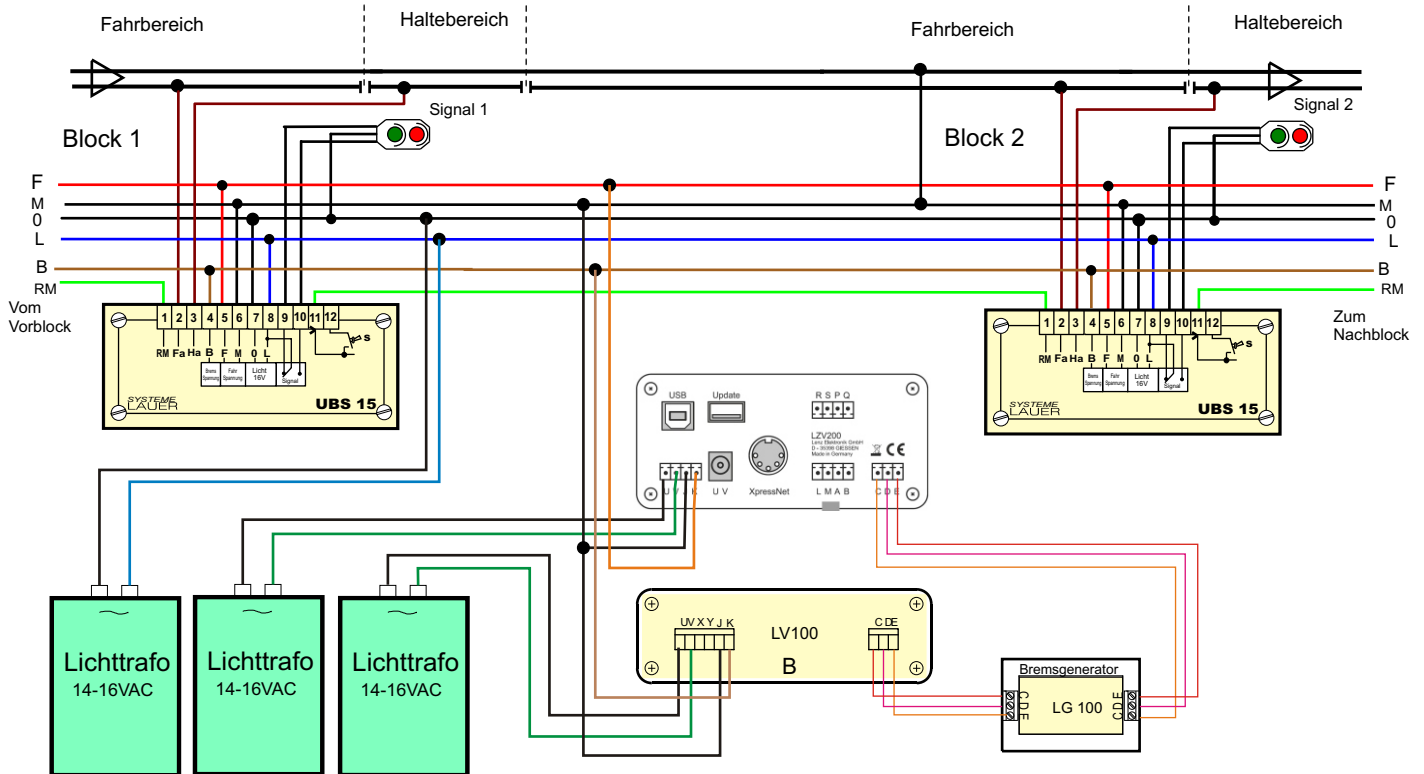 Fahrbereich
Haltebereich
Fahrbereich
Haltebereich
Signal 1
Signal 2
Block 1
Block 2
F
F
M
M
0
0
L
L
B
B
RM
RM
Vom
Vorblock
Zum
Nachblock
1 2 3 4 5 6 7 8 9 10 11 12
s
RM Fa Ha B F M 0 L
Brems Spannung
Fahr Spannung
Licht 16V
Signal
SYSTEME
LAUER
UBS 15
1 2 3 4 5 6 7 8 9 10 11 12
s
RM Fa Ha B F M 0 L
Brems Spannung
Fahr Spannung
Licht 16V
Signal
SYSTEME
LAUER
UBS 15
USB
Update
R S P Q
LZV200
Lenz Elektronik GmbH
D - 35398 GIESSEN
Made in Germany
CE
U V J K
U V
XpressNet
L M A B
C D E
Lichttrafo
14-16VAC
Lichttrafo
14-16VAC
Lichttrafo
14-16VAC
UV X Y J K
LV100
B
C DE
Bremsgenerator
C D E
LG 100
C D E